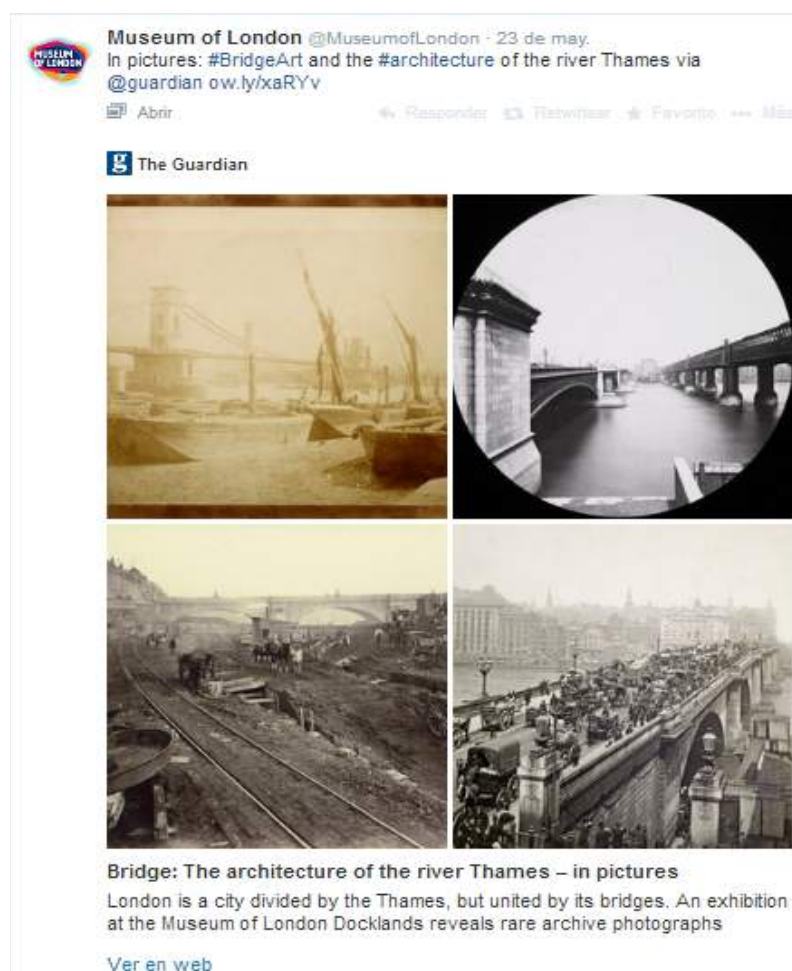 MUSEUM
OF LONDON
Museum of London @MuseumofLondon · 23 de may.
In pictures: #BridgeArt and the #architecture of the river Thames via
@guardian ow.ly/xaRYv
Abrir
Responder Retwittear Favorito ••• Más
g The Guardian
Bridge: The architecture of the river Thames – in pictures
London is a city divided by the Thames, but united by its bridges. An exhibition
at the Museum of London Docklands reveals rare archive photographs
Ver en web